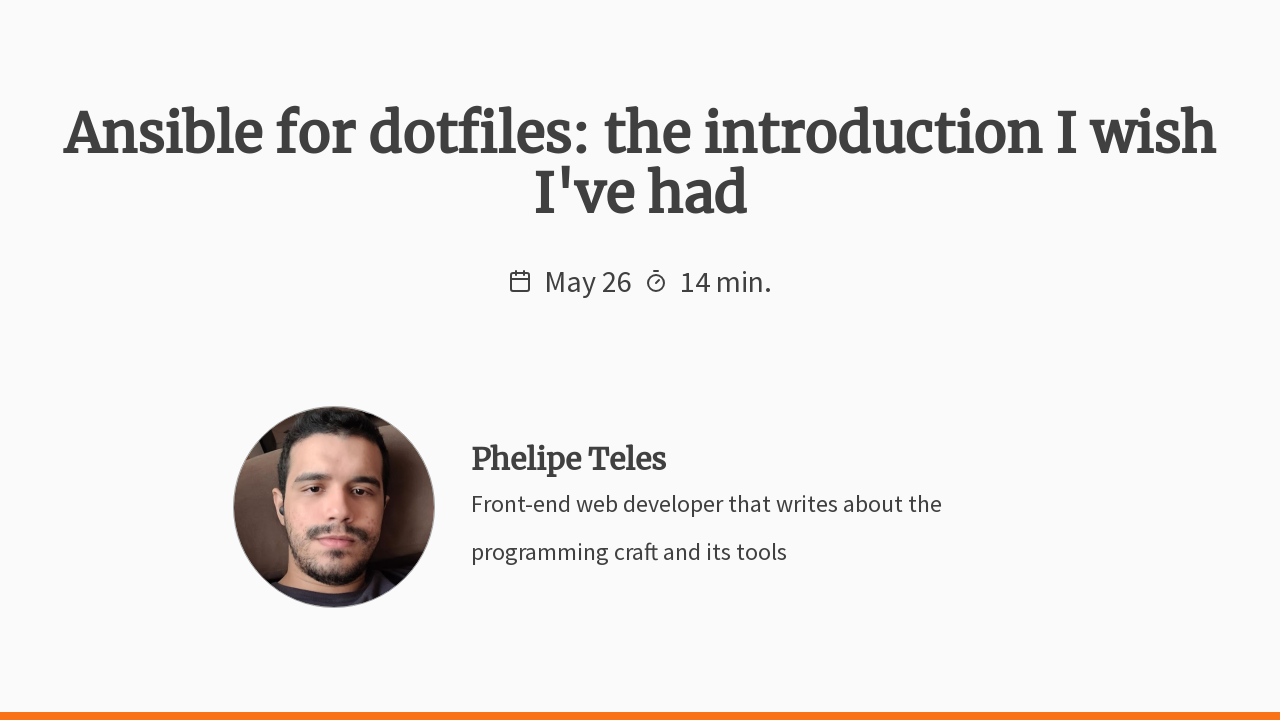 Ansible for dotfiles: the introduction I wish
I've had
May 26 14 min.
Phelipe Teles
Front-end web developer that writes about the
programming craft and its tools